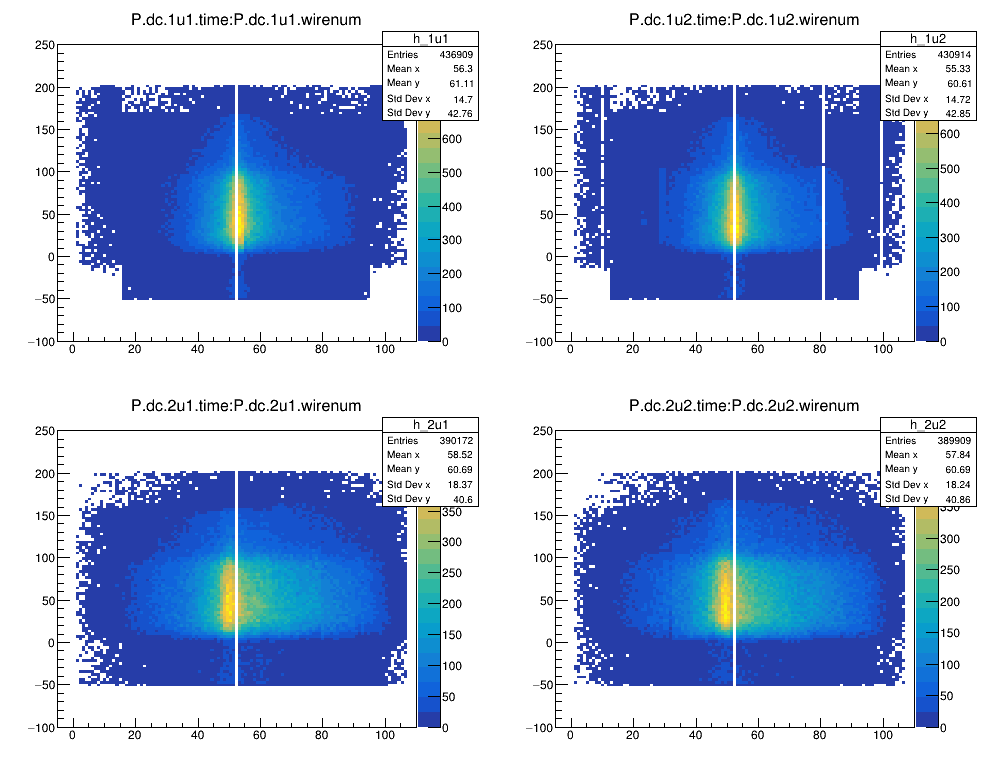 P.dc.1u1.time:P.dc.1u1.wirenum
h_1u1
Entries 436909
Mean x 56.3
Mean y 61.11
Std Dev x 14.7
Std Dev y 42.76
250
200
150
100
50
0
−50
−100
0 20 40 60 80 100
600
500
400
300
200
100
0
P.dc.1u2.time:P.dc.1u2.wirenum
h_1u2
Entries 430914
Mean x 55.33
Mean y 60.61
Std Dev x 14.72
Std Dev y 42.85
250
200
150
100
50
0
−50
−100
0 20 40 60 80 100
600
500
400
300
200
100
0
P.dc.2u1.time:P.dc.2u1.wirenum
h_2u1
Entries 390172
Mean x 58.52
Mean y 60.69
Std Dev x 18.37
Std Dev y 40.6
250
200
150
100
50
0
−50
−100
0 20 40 60 80 100
350
300
250
200
150
100
50
0
P.dc.2u2.time:P.dc.2u2.wirenum
h_2u2
Entries 389909
Mean x 57.84
Mean y 60.69
Std Dev x 18.24
Std Dev y 40.86
250
200
150
100
50
0
−50
−100
0 20 40 60 80 100
350
300
250
200
150
100
50
0